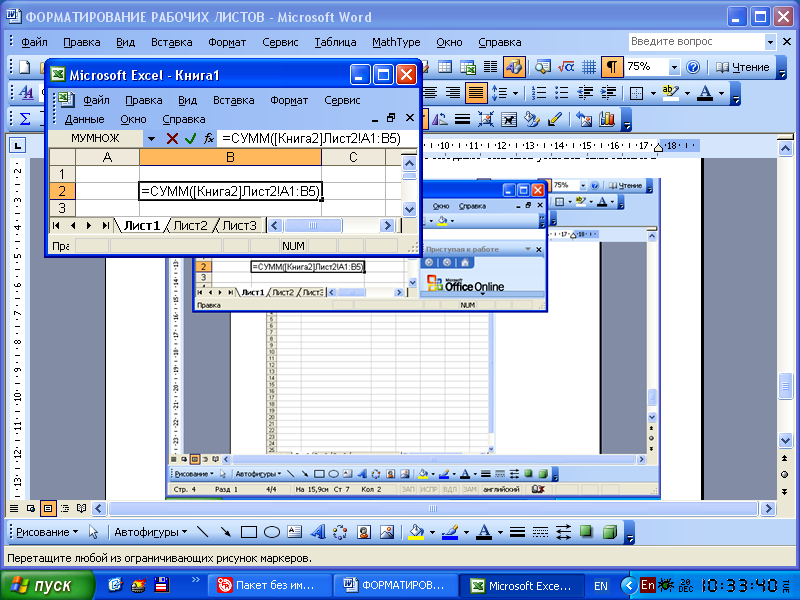 ФОРМАТИРОВАНИЕ РАБОЧИХ ЛИСТОВ - Microsoft Word
Файл Правка Вид Вставка Формат Сервис Таблица MathType Окно Справка Введите вопрос
75% Чтение
Microsoft Excel - Книга1
Файл Правка Вид Вставка Формат Сервис
Данные Окно Справка
МУМНОЖ =СУММ([Книга2]Лист2!A1:B5)
A B C
1
2 =СУММ([Книга2]Лист2!A1:B5)
3
Лист1 Лист2 Лист3
Пра NUM
75% Чтение
Окно Справка
Приступая к работе
2 =СУММ([Книга2]Лист2!A1:B5)
3
Лист1 Лист2 Лист3
Microsoft
Office Online
Правка NUM
Рисование Автофигуры
Стр. 4 Разд 1 4/4 На 15,9см Ст 7 Кол 2 ЗАП ИСПР ВДЛ ЗАМ английский
Рисование Автофигуры
Перетащите любой из ограничивающих рисунок маркеров.
пуск Пакет без им... ФОРМАТИРОВ... Microsoft Exce... EN En 28 DEC 10:33:40